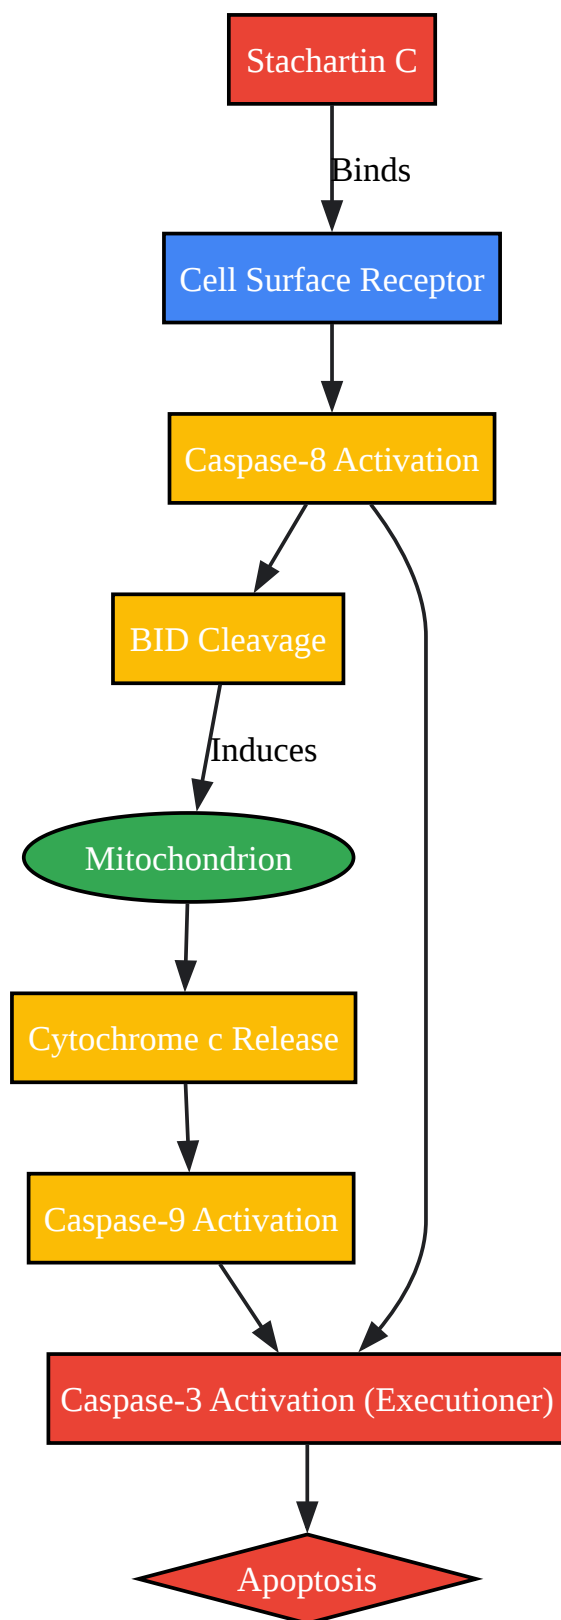 Stachartin C
Binds
Cell Surface Receptor
Caspase-8 Activation
BID Cleavage
Induces
Mitochondrion
Cytochrome c Release
Caspase-9 Activation
Caspase-3 Activation (Executioner)
Apoptosis